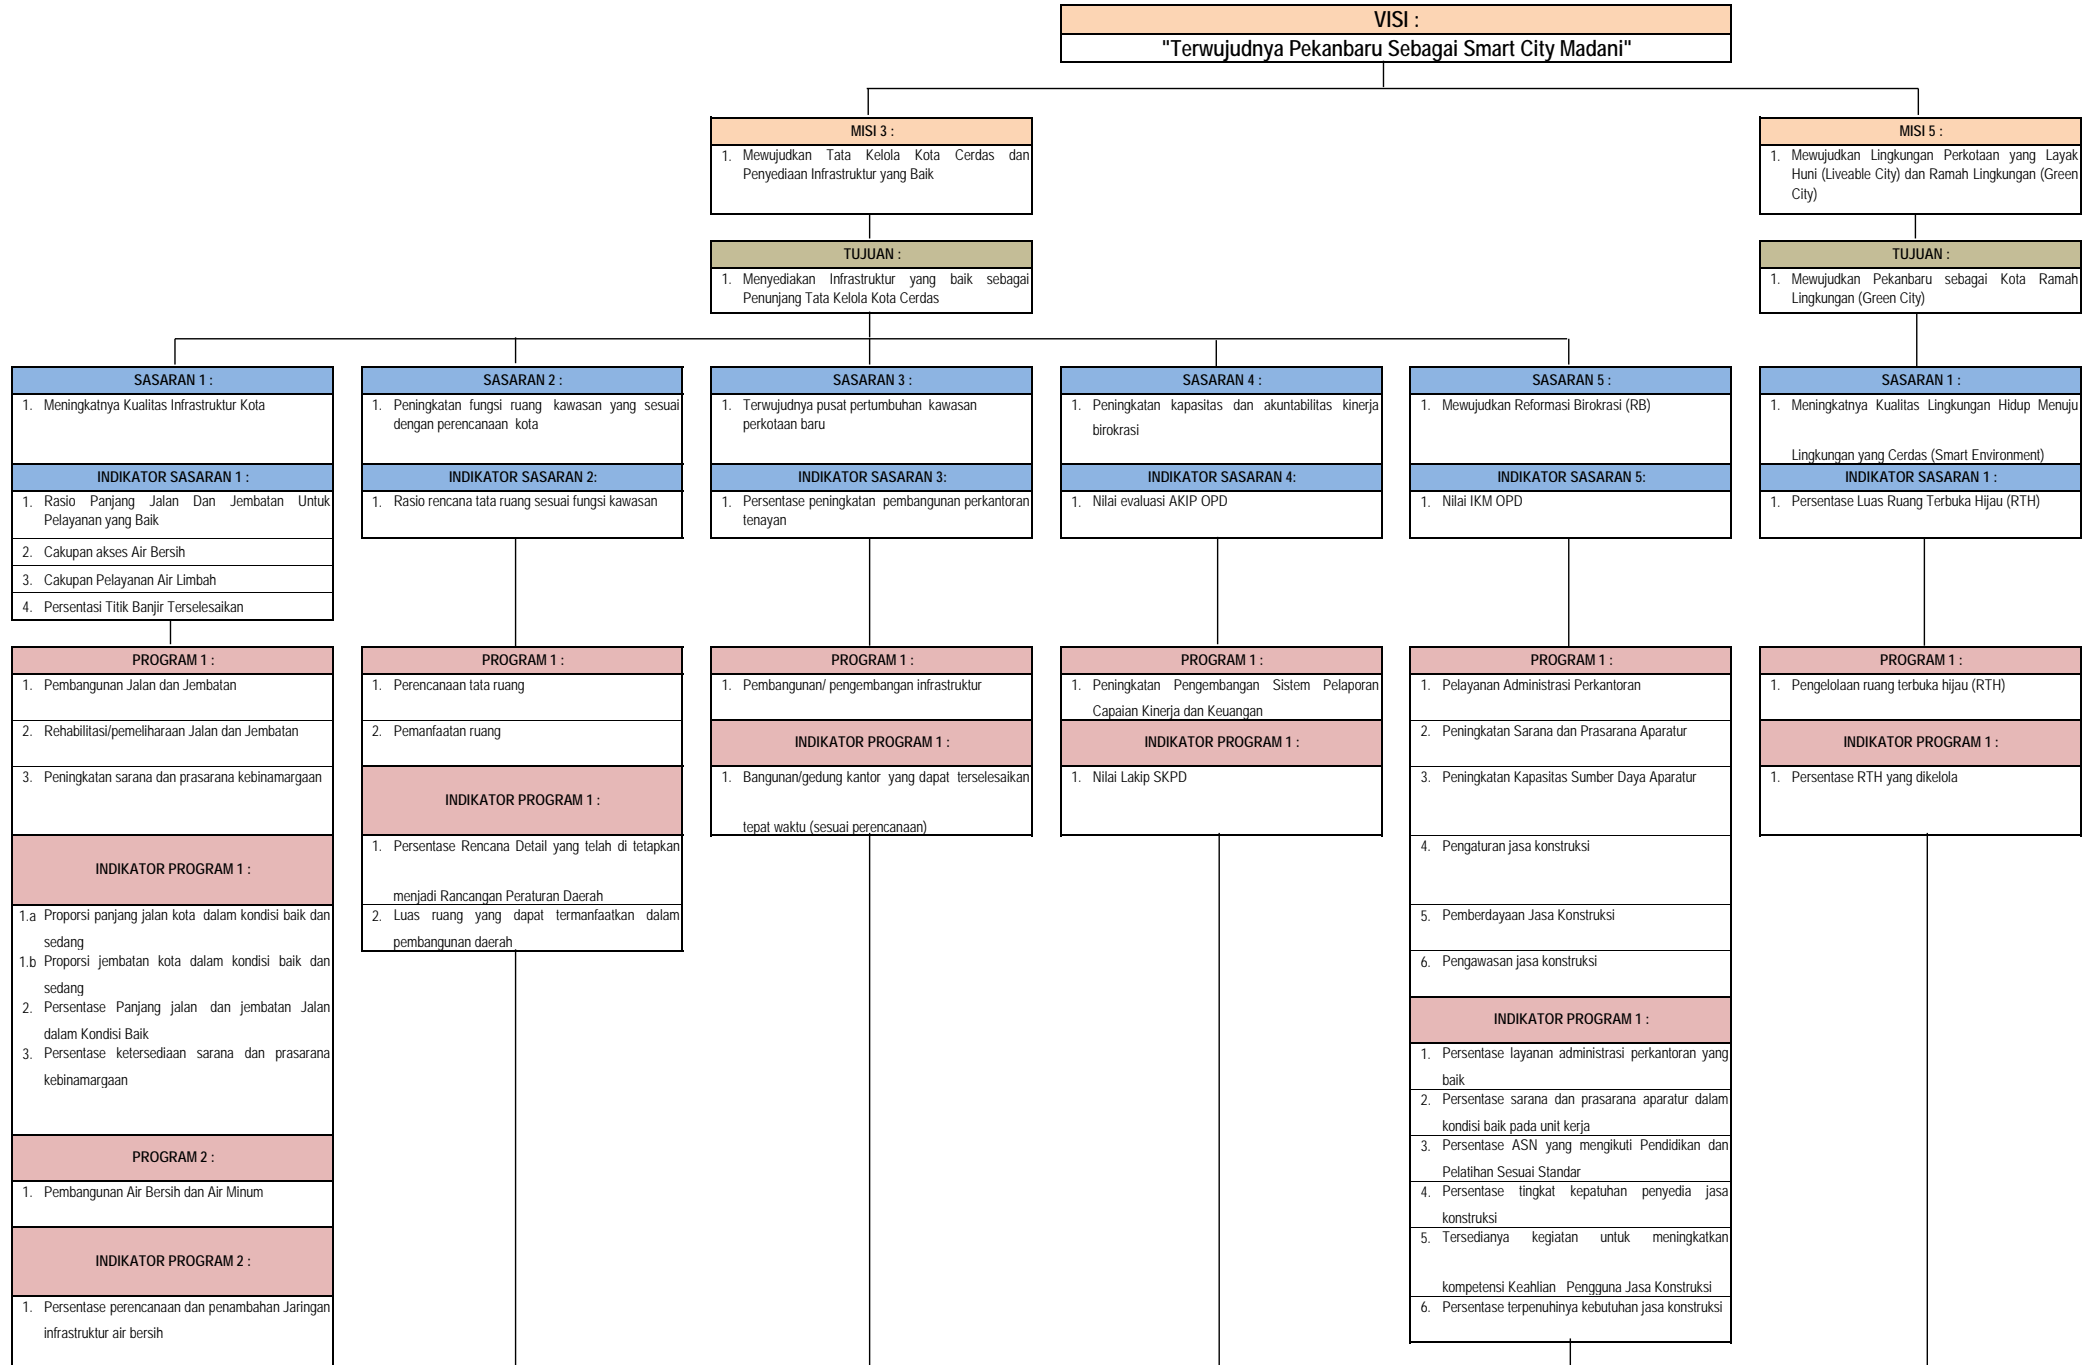 VISI :
"Terwujudnya Pekanbaru Sebagai Smart City Madani"
MISI 3 :
1. Mewujudkan Tata Kelola Kota Cerdas dan
Penyediaan Infrastruktur yang Baik
MISI 5 :
1. Mewujudkan Lingkungan Perkotaan yang Layak
Huni (Liveable City) dan Ramah Lingkungan (Green
City)
TUJUAN :
1. Menyediakan Infrastruktur yang baik sebagai
Penunjang Tata Kelola Kota Cerdas
TUJUAN :
1. Mewujudkan Pekanbaru sebagai Kota Ramah
Lingkungan (Green City)
SASARAN 1 :
1. Meningkatnya Kualitas Infrastruktur Kota
INDIKATOR SASARAN 1 :
1. Rasio Panjang Jalan Dan Jembatan Untuk
Pelayanan yang Baik
2. Cakupan akses Air Bersih
3. Cakupan Pelayanan Air Limbah
4. Persentasi Titik Banjir Terselesaikan
PROGRAM 1 :
1. Pembangunan Jalan dan Jembatan
2. Rehabilitasi/pemeliharaan Jalan dan Jembatan
3. Peningkatan sarana dan prasarana kebinamargaan
INDIKATOR PROGRAM 1 :
1.a Proporsi panjang jalan kota dalam kondisi baik dan
sedang
1.b Proporsi jembatan kota dalam kondisi baik dan
sedang
2. Persentase Panjang jalan dan jembatan Jalan
dalam Kondisi Baik
3. Persentase ketersediaan sarana dan prasarana
kebinamargaan
PROGRAM 2 :
1. Pembangunan Air Bersih dan Air Minum
INDIKATOR PROGRAM 2 :
1. Persentase perencanaan dan penambahan Jaringan
infrastruktur air bersih
SASARAN 2 :
1. Peningkatan fungsi ruang kawasan yang sesuai
dengan perencanaan kota
INDIKATOR SASARAN 2:
1. Rasio rencana tata ruang sesuai fungsi kawasan
PROGRAM 1 :
1. Perencanaan tata ruang
2. Pemanfaatan ruang
INDIKATOR PROGRAM 1 :
1. Persentase Rencana Detail yang telah di tetapkan
menjadi Rancangan Peraturan Daerah
2. Luas ruang yang dapat termanfaatkan dalam
pembangunan daerah
SASARAN 3 :
1. Terwujudnya pusat pertumbuhan kawasan
perkotaan baru
INDIKATOR SASARAN 3:
1. Persentase peningkatan pembangunan perkantoran
tenayan
PROGRAM 1 :
1. Pembangunan/ pengembangan infrastruktur
INDIKATOR PROGRAM 1 :
1. Bangunan/gedung kantor yang dapat terselesaikan
tepat waktu (sesuai perencanaan)
SASARAN 4 :
1. Peningkatan kapasitas dan akuntabilitas kinerja
birokrasi
INDIKATOR SASARAN 4:
1. Nilai evaluasi AKIP OPD
PROGRAM 1 :
1. Peningkatan Pengembangan Sistem Pelaporan
Capaian Kinerja dan Keuangan
INDIKATOR PROGRAM 1 :
1. Nilai Lakip SKPD
SASARAN 5 :
1. Mewujudkan Reformasi Birokrasi (RB)
INDIKATOR SASARAN 5:
1. Nilai IKM OPD
PROGRAM 1 :
1. Pelayanan Administrasi Perkantoran
2. Peningkatan Sarana dan Prasarana Aparatur
3. Peningkatan Kapasitas Sumber Daya Aparatur
4. Pengaturan jasa konstruksi
5. Pemberdayaan Jasa Konstruksi
6. Pengawasan jasa konstruksi
INDIKATOR PROGRAM 1 :
1. Persentase layanan administrasi perkantoran yang
baik
2. Persentase sarana dan prasarana aparatur dalam
kondisi baik pada unit kerja
3. Persentase ASN yang mengikuti Pendidikan dan
Pelatihan Sesuai Standar
4. Persentase tingkat kepatuhan penyedia jasa
konstruksi
5. Tersedianya kegiatan untuk meningkatkan
kompetensi Keahlian Pengguna Jasa Konstruksi
6. Persentase terpenuhinya kebutuhan jasa konstruksi
SASARAN 1 :
1. Meningkatnya Kualitas Lingkungan Hidup Menuju
Lingkungan yang Cerdas (Smart Environment)
INDIKATOR SASARAN 1 :
1. Persentase Luas Ruang Terbuka Hijau (RTH)
PROGRAM 1 :
1. Pengelolaan ruang terbuka hijau (RTH)
INDIKATOR PROGRAM 1 :
1. Persentase RTH yang dikelola